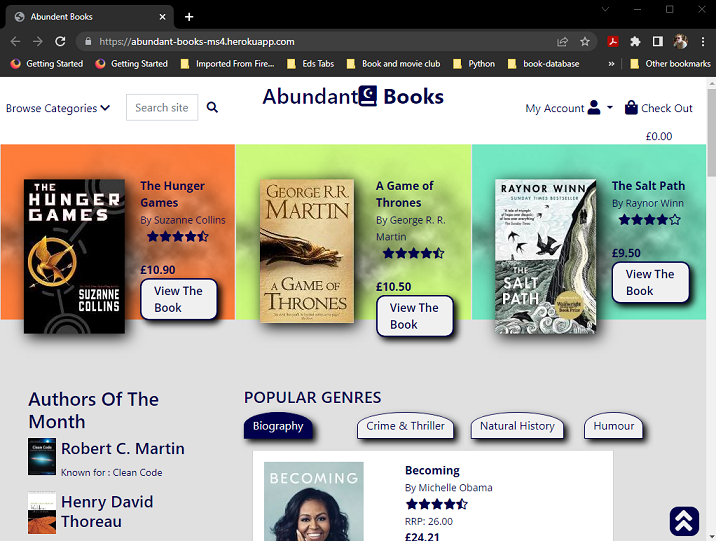 Abundent Books
https://abundant-books-ms4.herokuapp.com
Getting Started
Getting Started
Imported From Fire...
Eds Tabs
Book and movie club
Python
book-database
Other bookmarks
Browse Categories
Search site
Abundant Books
My Account
Check Out
£0.00
THE HUNGER GAMES
SUZANNE COLLINS
The Hunger
Games
By Suzanne Collins
£10.90
View The
Book
GEORGE R.R.
MARTIN
A GAME OF
THRONES
A Game of
Thrones
By George R. R.
Martin
£10.50
View The
Book
RAYNOR WINN
SUNDAY TIMES BESTSELLER
THE
SALT
PATH
The Salt Path
By Raynor Winn
£9.50
View The
Book
Authors Of The
Month
Clean Code
Robert C. Martin
Known for : Clean Code
Henry David
Thoreau
POPULAR GENRES
Biography
Crime & Thriller
Natural History
Humour
BECOMING
Becoming
By Michelle Obama
RRP: 26.00
£24.21